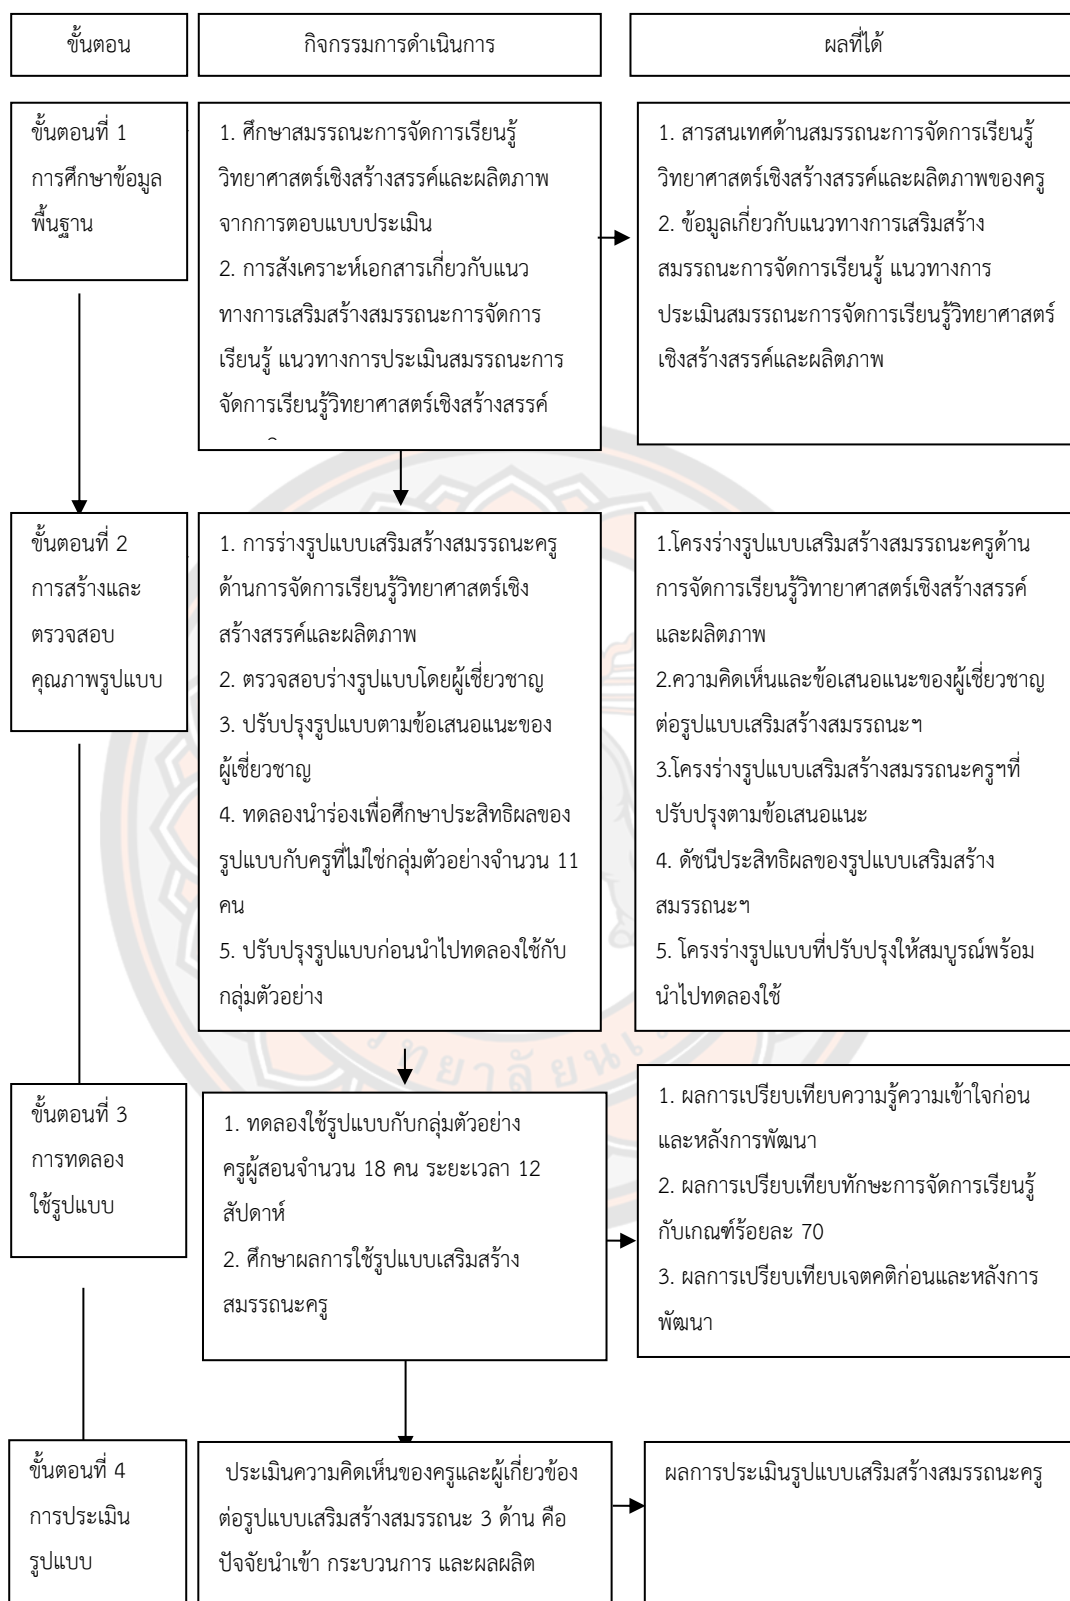 ขั้นตอน
กิจกรรมการดำเนินการ
ผลที่ได้
ขั้นตอนที่ 1
การศึกษาข้อมูล
พื้นฐาน
1. ศึกษาสมรรถนะการจัดการเรียนรู้
วิทยาศาสตร์เชิงสร้างสรรค์และผลิตภาพ
จากการตอบแบบประเมิน
2. การสังเคราะห์เอกสารเกี่ยวกับแนว
ทางการเสริมสร้างสมรรถนะการจัดการ
เรียนรู้ แนวทางการประเมินสมรรถนะการ
จัดการเรียนรู้วิทยาศาสตร์เชิงสร้างสรรค์
1. สารสนเทศด้านสมรรถนะการจัดการเรียนรู้
วิทยาศาสตร์เชิงสร้างสรรค์และผลิตภาพของครู
2. ข้อมูลเกี่ยวกับแนวทางการเสริมสร้าง
สมรรถนะการจัดการเรียนรู้ แนวทางการ
ประเมินสมรรถนะการจัดการเรียนรู้วิทยาศาสตร์
เชิงสร้างสรรค์และผลิตภาพ
ขั้นตอนที่ 2
การสร้างและ
ตรวจสอบ
คุณภาพรูปแบบ
1. การร่างรูปแบบเสริมสร้างสมรรถนะครู
ด้านการจัดการเรียนรู้วิทยาศาสตร์เชิง
สร้างสรรค์และผลิตภาพ
2. ตรวจสอบร่างรูปแบบโดยผู้เชี่ยวชาญ
3. ปรับปรุงรูปแบบตามข้อเสนอแนะของ
ผู้เชี่ยวชาญ
4. ทดลองนำร่องเพื่อศึกษาประสิทธิผลของ
รูปแบบกับครูที่ไม่ใช่กลุ่มตัวอย่างจำนวน 11
คน
5. ปรับปรุงรูปแบบก่อนนำไปทดลองใช้กับ
กลุ่มตัวอย่าง
1.โครงร่างรูปแบบเสริมสร้างสมรรถนะครูด้าน
การจัดการเรียนรู้วิทายาศาสตร์เชิงสร้างสรรค์
และผลิตภาพ
2.ความคิดเห็นและข้อเสนอแนะของผู้เชี่ยวชาญ
ต่อรูปแบบเสริมสร้างสมรรถนะฯ
3.โครงร่างรูปแบบเสริมสร้างสมรรถนะครูฯที่
ปรับปรุงตามข้อเสนอแนะ
4. ดัชนีประสิทธิผลของรูปแบบเสริมสร้าง
สมรรถนะฯ
5. โครงร่างรูปแบบที่ปรับปรุงให้สมบูรณ์พร้อม
นำไปทดลองใช้
ขั้นตอนที่ 3
การทดลอง
ใช้รูปแบบ
1. ทดลองใช้รูปแบบกับกลุ่มตัวอย่าง
ครูผู้สอนจำนวน 18 คน ระยะเวลา 12
สัปดาห์
2. ศึกษาผลการใช้รูปแบบเสริมสร้าง
สมรรถนะครู
1. ผลการเปรียบเทียบความรู้ความเข้าใจก่อน
และหลังการพัฒนา
2. ผลการเปรียบเทียบทักษะการจัดการเรียนรู้
กับเกณฑ์ร้อยละ 70
3. ผลการเปรียบเทียบเจตคติก่อนและหลังการ
พัฒนา
ขั้นตอนที่ 4
การประเมิน
รูปแบบ
ประเมินความคิดเห็นของครูและผู้เกี่ยวข้อง
ต่อรูปแบบเสริมสร้างสมรรถนะ 3 ด้าน คือ
ปัจจัยนำเข้า กระบวนการ และผลผลิต
ผลการประเมินรูปแบบเสริมสร้างสมรรถนะครู